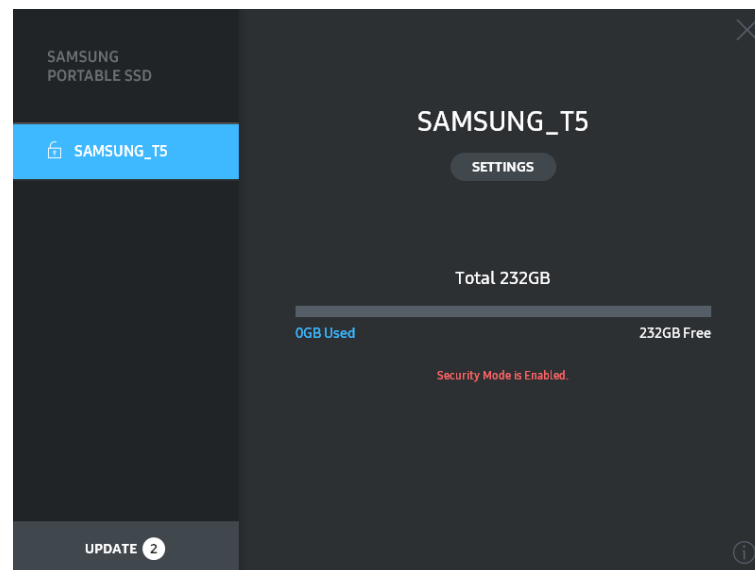 SAMSUNG
PORTABLE SSD
SAMSUNG_T5
SAMSUNG_T5
SETTINGS
Total 232GB
0GB Used 232GB Free
Security Mode is Enabled.
UPDATE 2